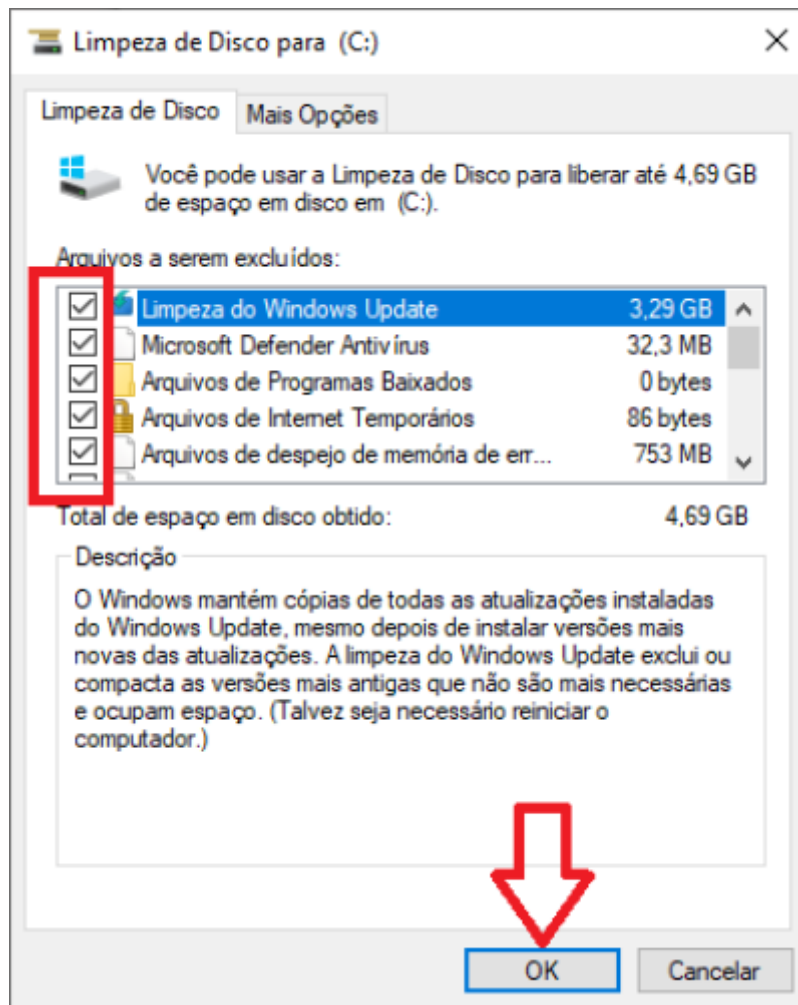 Limpeza de Disco para (C:)
Limpeza de Disco
Mais Opções
Você pode usar a Limpeza de Disco para liberar até 4,69 GB
de espaço em disco em (C:).
Arquivos a serem excluídos:
Limpeza do Windows Update 3,29 GB
Microsoft Defender Antivírus 32,3 MB
Arquivos de Programas Baixados 0 bytes
Arquivos de Internet Temporários 86 bytes
Arquivos de despejo de memória de err... 753 MB
Total de espaço em disco obtido: 4,69 GB
Descrição
O Windows mantém cópias de todas as atualizações instaladas
do Windows Update, mesmo depois de instalar versões mais
novas das atualizações. A limpeza do Windows Update exclui ou
compacta as versões mais antigas que não são mais necessárias
e ocupam espaço. (Talvez seja necessário reiniciar o
computador.)
OK
Cancelar